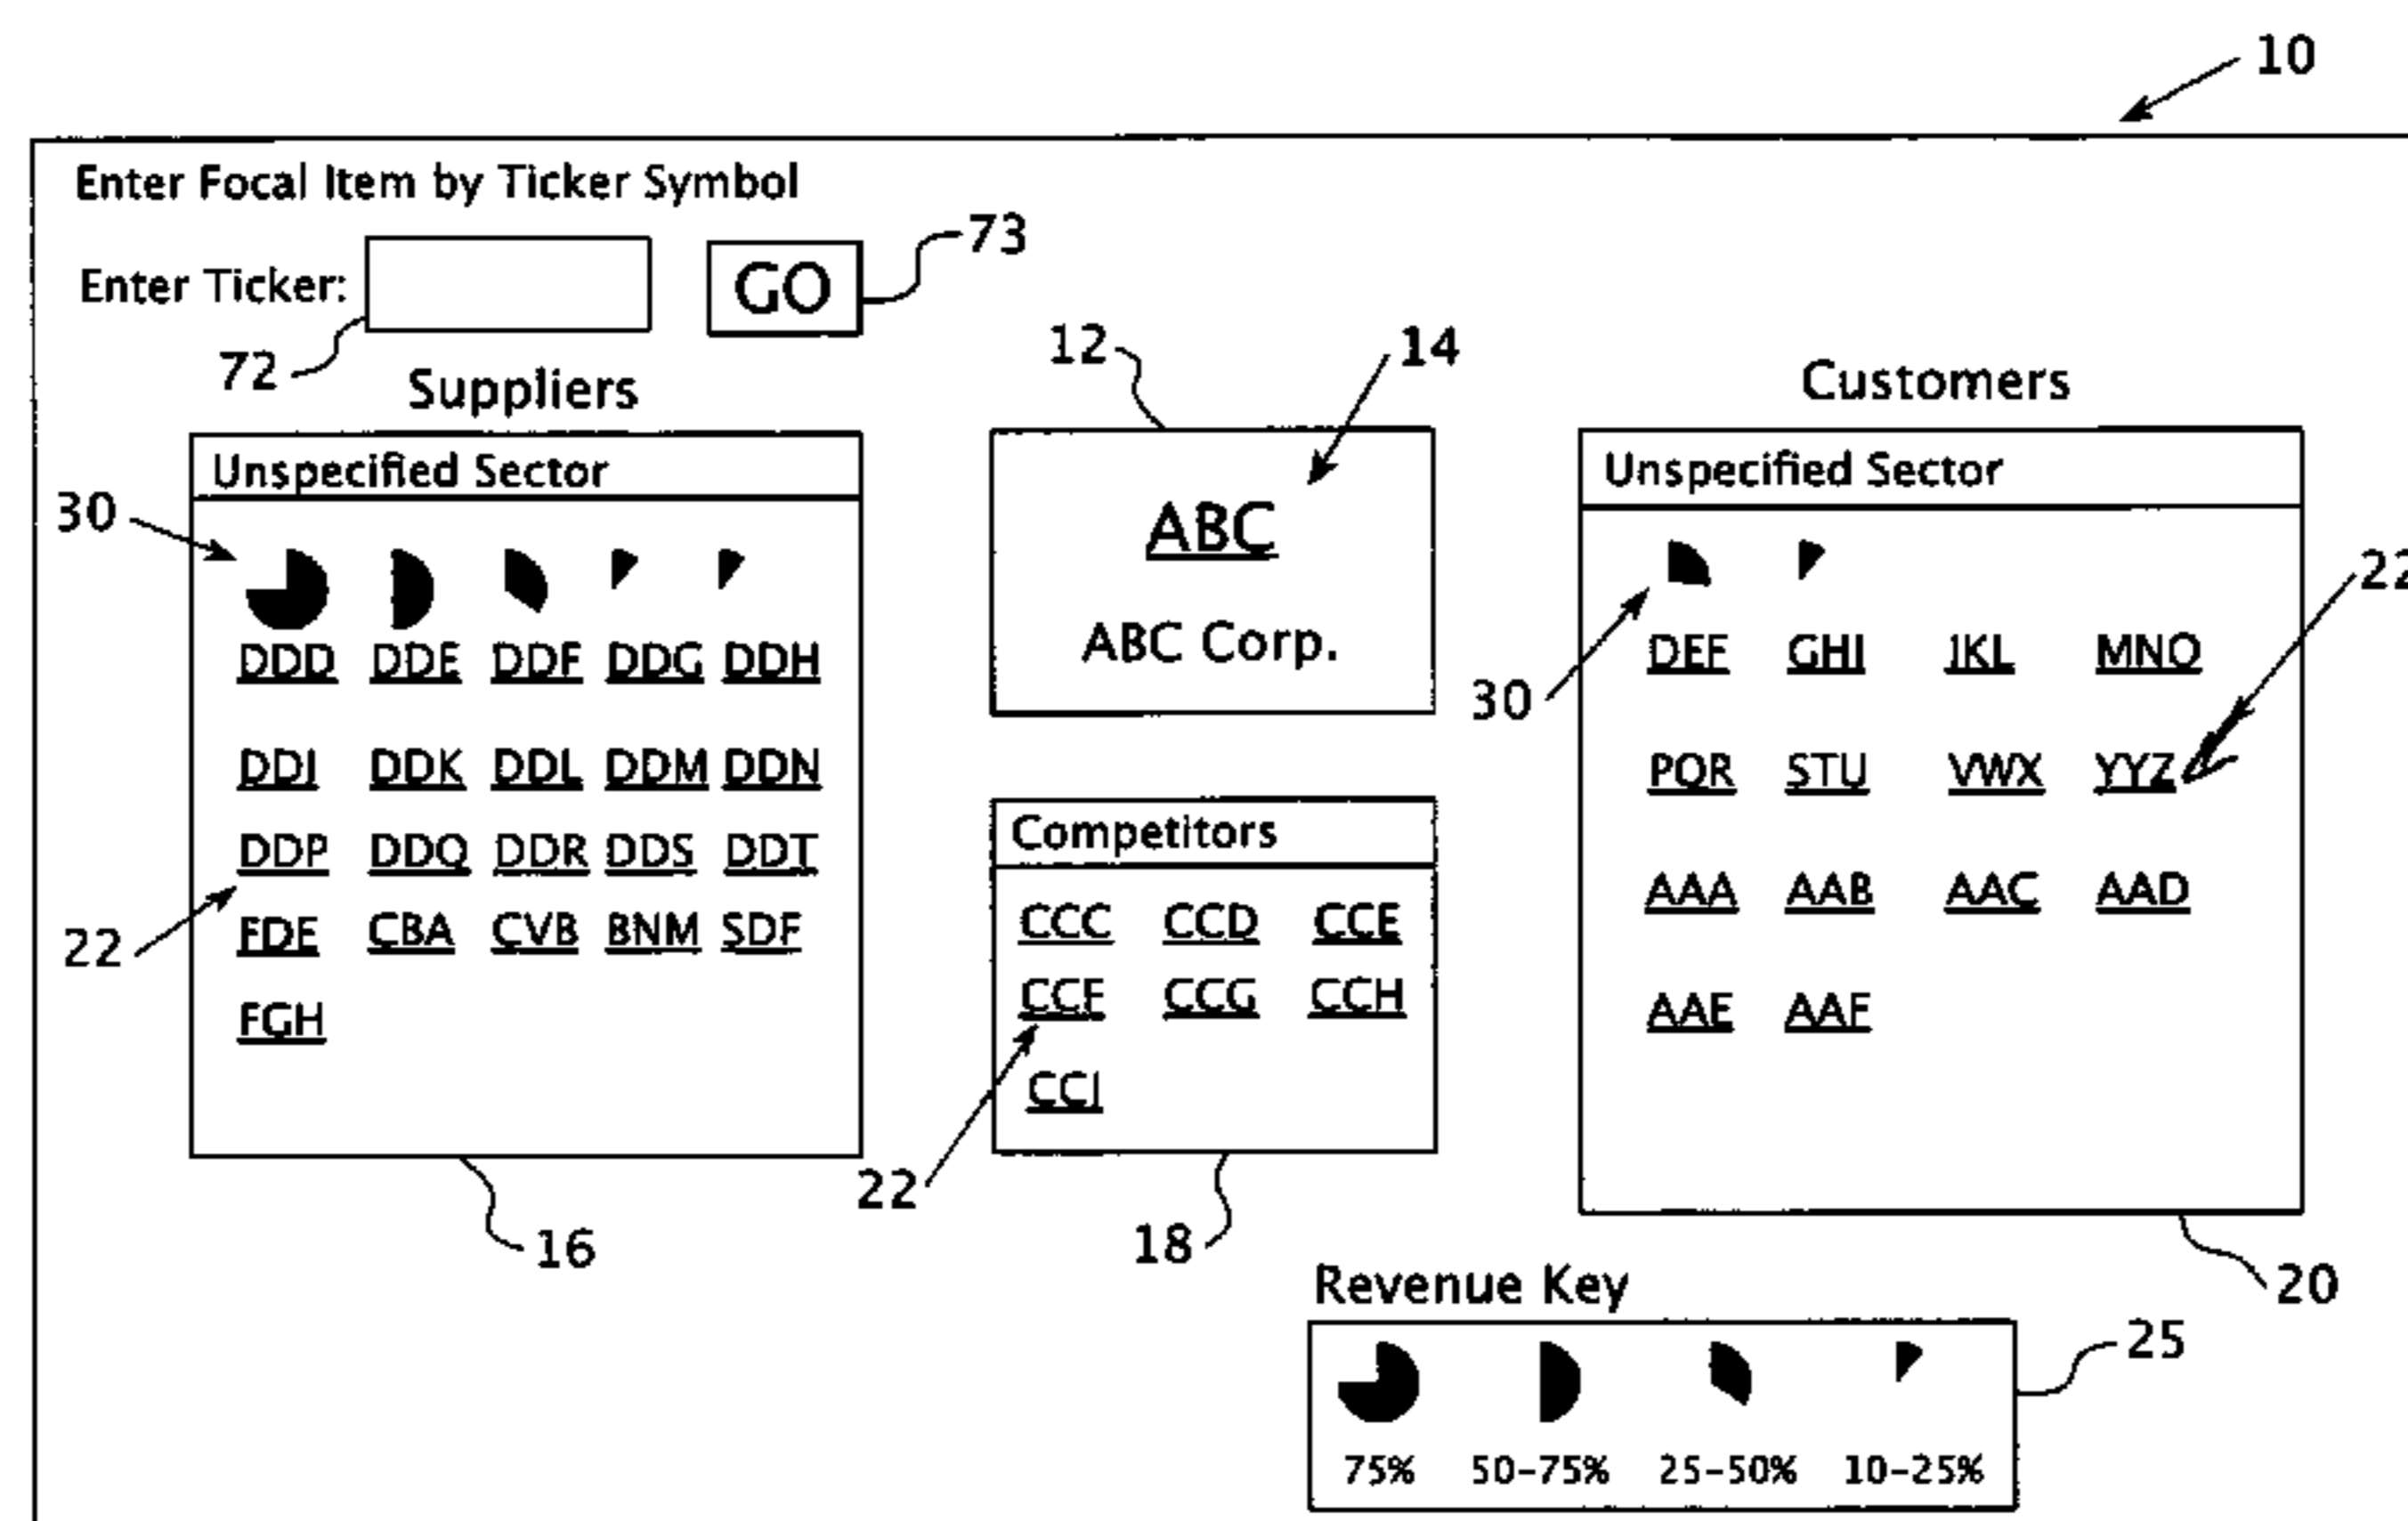 10
Enter Focal Item by Ticker Symbol
Enter Ticker:
GO
73
72
Suppliers
Unspecified Sector
30
DDD DDE DDF DDG DDH
DDJ DDK DDL DDM DDN
DDP DDQ DDR DDS DDT
22
FDE CBA CVB BNM SDF
FGH
16
12
14
ABC
ABC Corp.
Competitors
CCC CCD CCE
CCF CCG CCH
CCJ
22
18
Customers
Unspecified Sector
22
30
DEF GHI JKL MNO
PQR STU VWX YYZ
AAA AAB AAC AAD
AAE AAF
20
Revenue Key
25
75% 50-75% 25-50% 10-25%